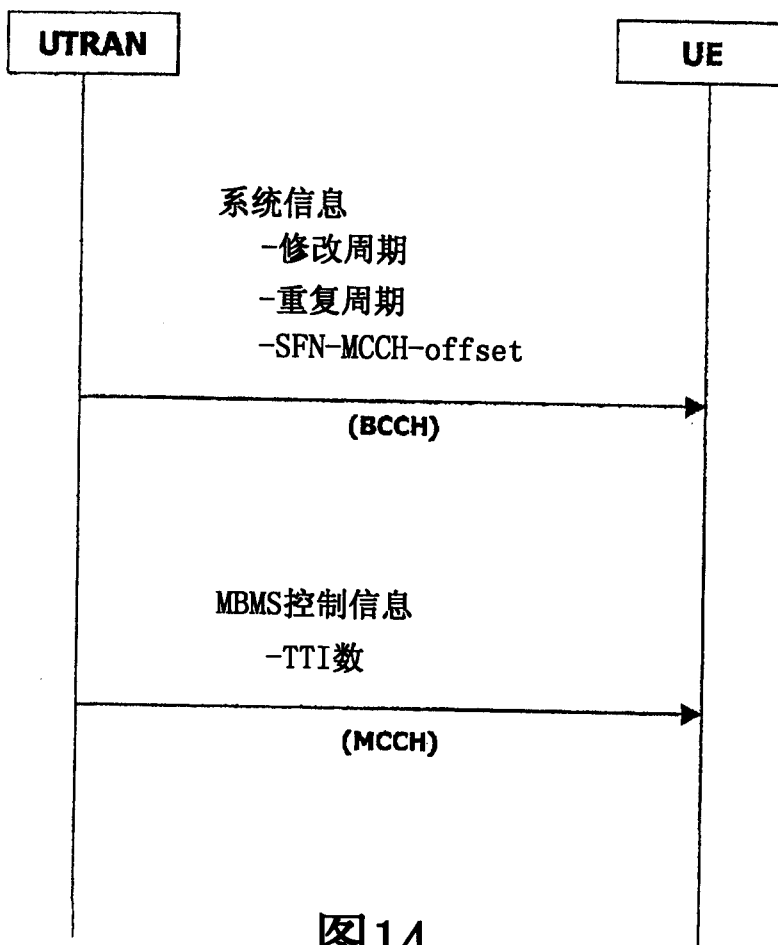 UTRAN
UE
系统信息
-修改周期
-重复周期
-SFN-MCCH-offset
(BCCH)
MBMS控制信息
-TTI数
(MCCH)
图14